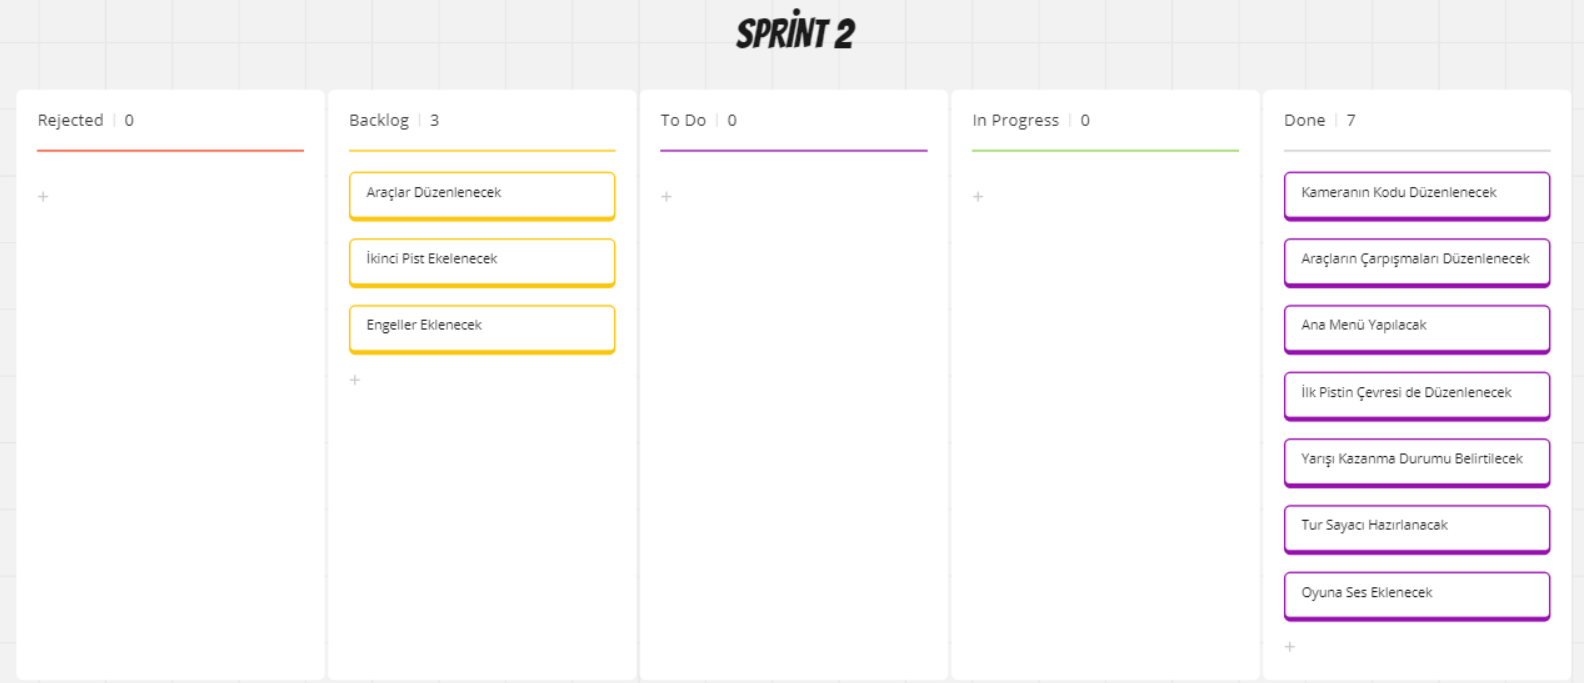 SPRİNT 2
Rejected | 0
Backlog | 3
To Do | 0
In Progress | 0
Done | 7
Araçlar Düzenlenecek
İkinci Pist Ekelenecek
Engeller Eklenecek
Kameranın Kodu Düzenlenecek
Araçların Çarpışmaları Düzenlenecek
Ana Menü Yapılacak
İlk Pistin Çevresi de Düzenlenecek
Yarışı Kazanma Durumu Belirtilecek
Tur Sayacı Hazırlanacak
Oyuna Ses Eklenecek